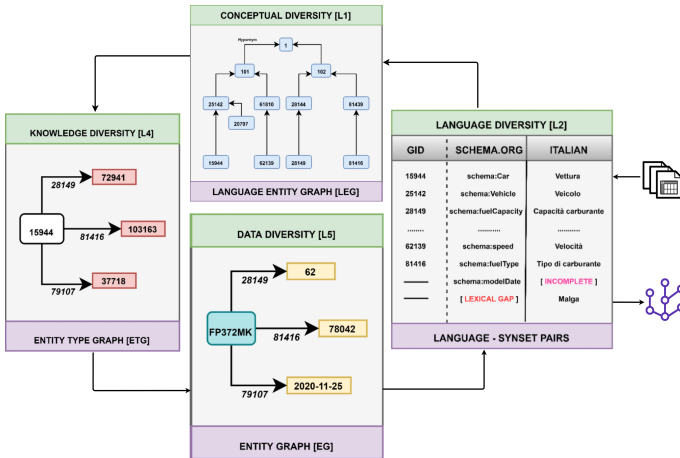 CONCEPTUAL DIVERSITY [L1]
Hyponym
1
101
102
25142
61810
28144
81439
20797
15944
62139
28149
81416
LANGUAGE ENTITY GRAPH [LEG]
KNOWLEDGE DIVERSITY [L4]
28149
72941
15944
81416
103163
79107
37718
ENTITY TYPE GRAPH [ETG]
DATA DIVERSITY [L5]
28149
62
FP372MK
81416
78042
79107
2020-11-25
ENTITY GRAPH [EG]
LANGUAGE DIVERSITY [L2]
GID SCHEMA.ORG ITALIAN
15944 schema:Car Vettura
25142 schema:Vehicle Veicolo
28149 schema:fuelCapacity Capacità carburante
........ ........... ............
62139 schema:speed Velocità
81416 schema:fuelType Tipo di carburante
—— schema:modelDate [ INCOMPLETE ]
—— [ LEXICAL GAP ] Malga
LANGUAGE - SYNSET PAIRS